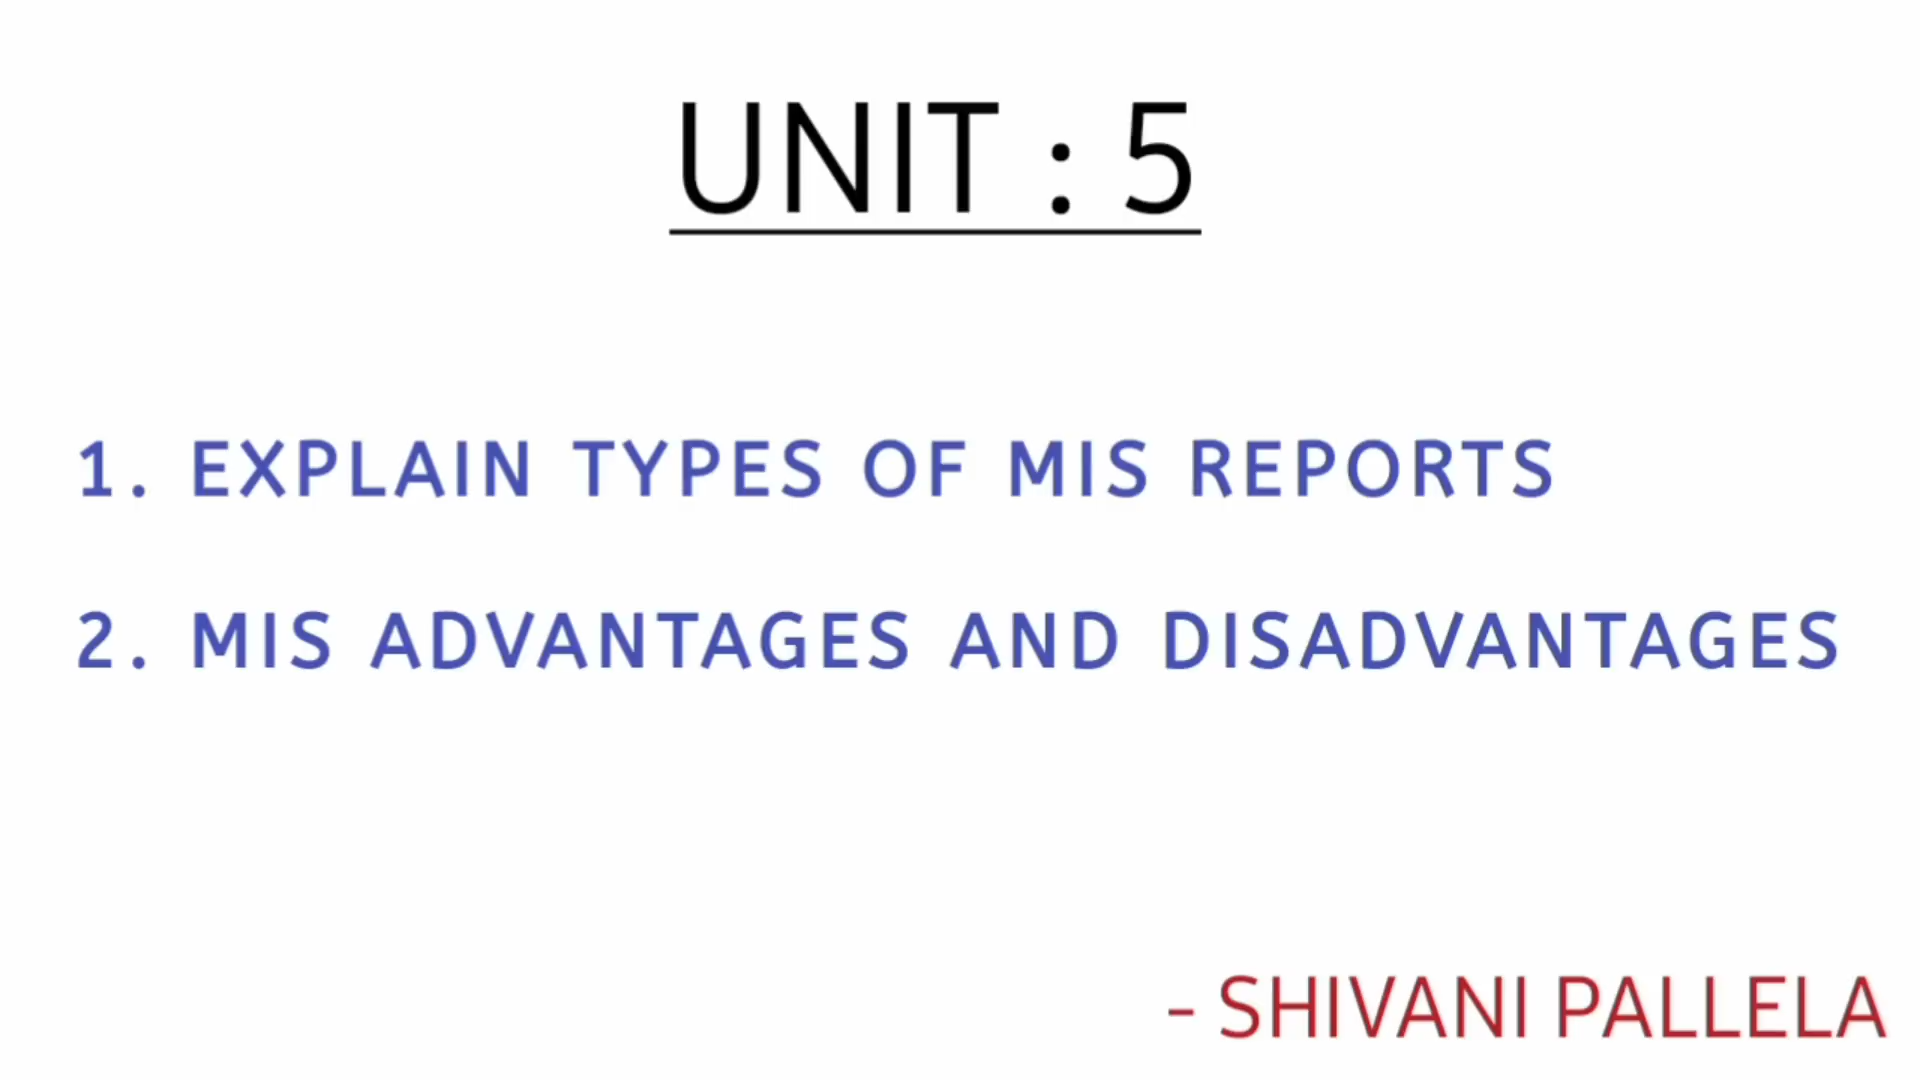 UNIT : 5
1. EXPLAIN TYPES OF MIS REPORTS
2. MIS ADVANTAGES AND DISADVANTAGES
- SHIVANI PALLELA